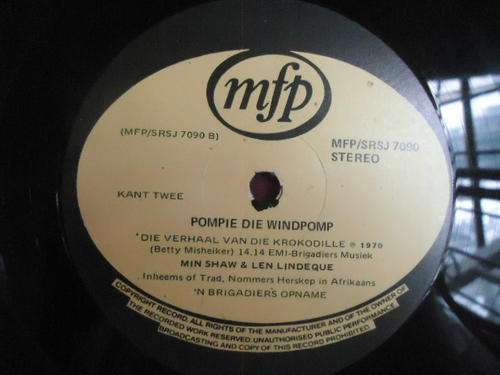 mfp
(MFP/SRSJ 7090 B)
MFP/SRSJ 7090
STEREO
KANT TWEE
POMPIE DIE WINDPOMP
"DIE VERHAAL VAN DIE KROKODILLE ℗ 1970
(Betty Misheiker) 14,14 EMI-Brigadiers Musiek
MIN SHAW & LEN LINDEQUE
Inheems of Trad, Nommers Herskep in Afrikaans
'N BRIGADIERS OPNAME
COPYRIGHT RECORD. ALL RIGHTS OF THE MANUFACTURER AND OF THE OWNER OF
THE RECORDED WORK RESERVED. UNAUTHORISED PUBLIC PERFORMANCE,
BROADCASTING AND COPY OF THIS RECORD PROHIBITED.